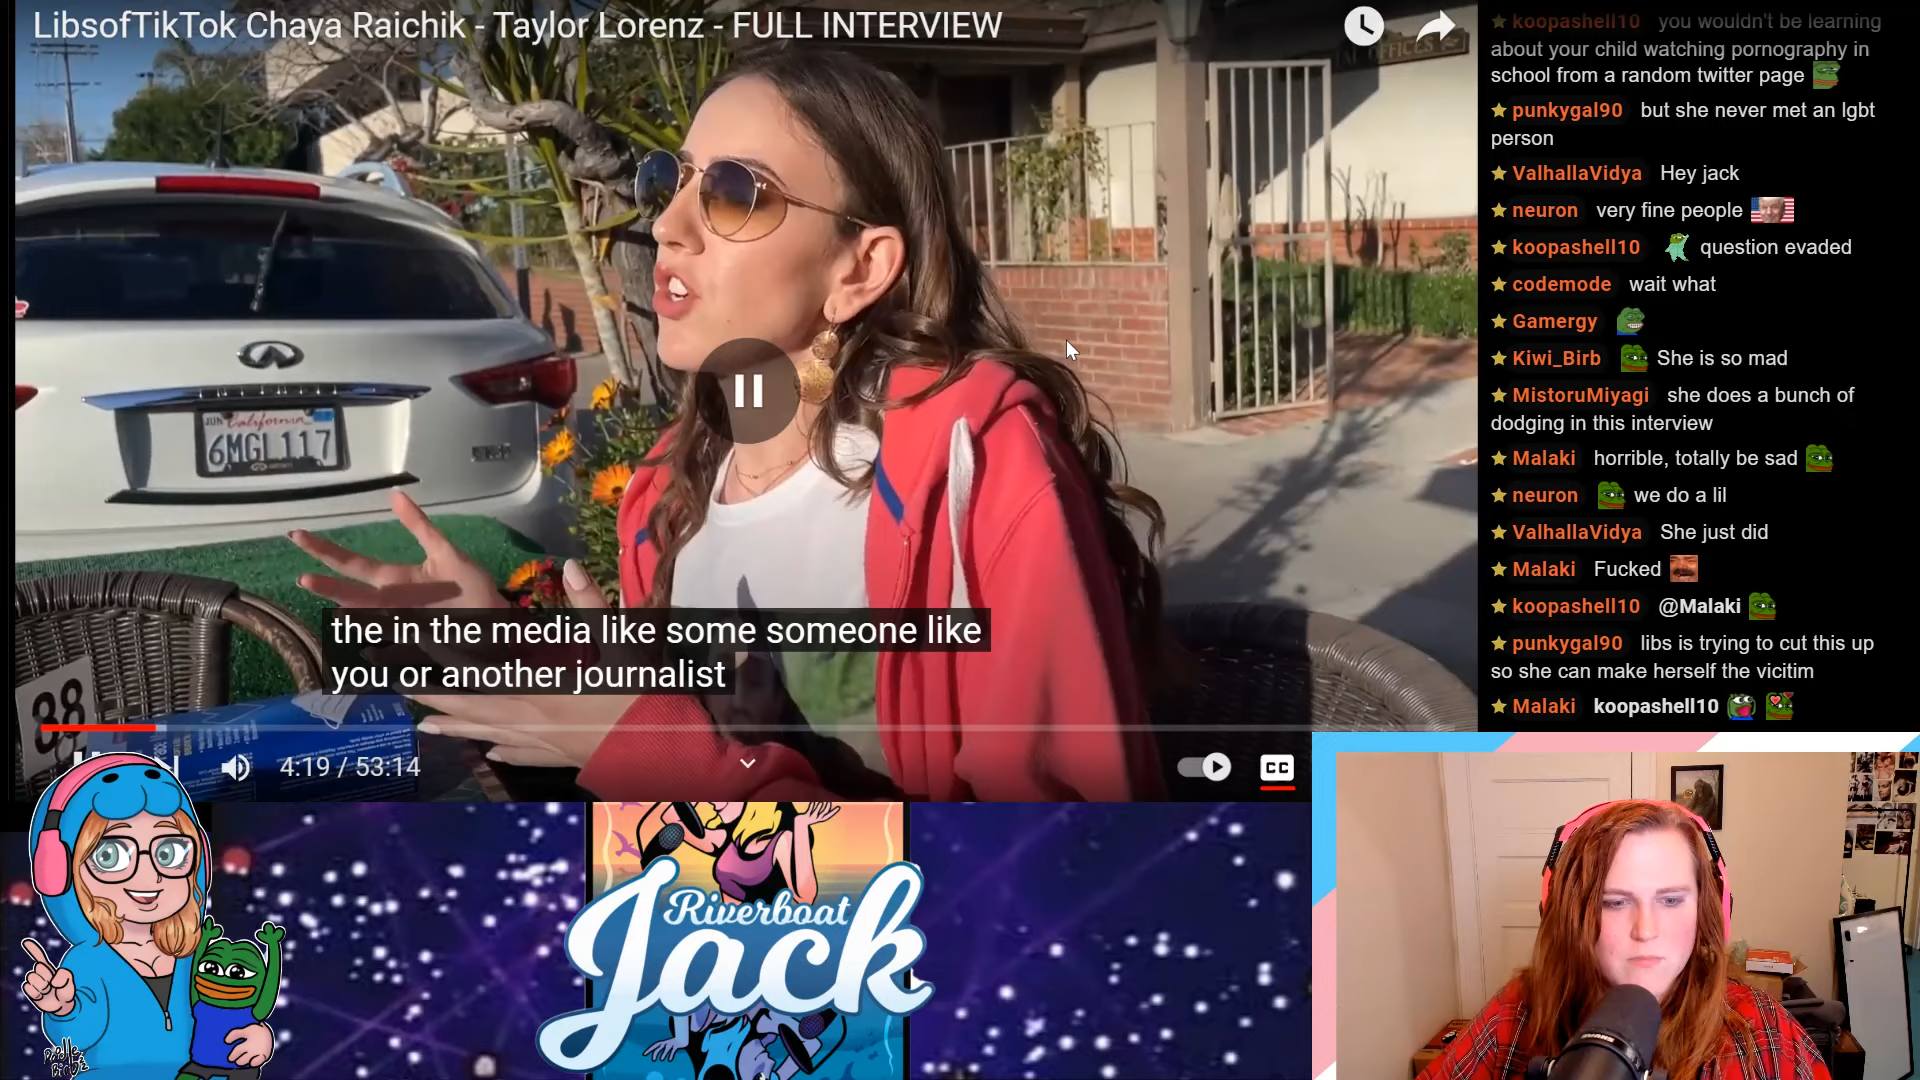 LibsofTikTok Chaya Raichik - Taylor Lorenz - FULL INTERVIEW
koopashell10 you wouldn't be learning
about your child watching pornography in
school from a random twitter page
punkygal90 but she never met an lgbt
person
ValhallaVidya Hey jack
neuron very fine people
koopashell10 question evaded
codemode wait what
Gamergy
Kiwi_Birb She is so mad
MistoruMiyagi she does a bunch of
dodging in this interview
Malaki horrible, totally be sad
neuron we do a lil
ValhallaVidya She just did
Malaki Fucked
koopashell10 @Malaki
punkygal90 libs is trying to cut this up
so she can make herself the vicitim
Malaki koopashell10
JUN California
6MGL117
the in the media like some someone like
you or another journalist
88
4:19 / 53:14
CC
Riverboat
Jack